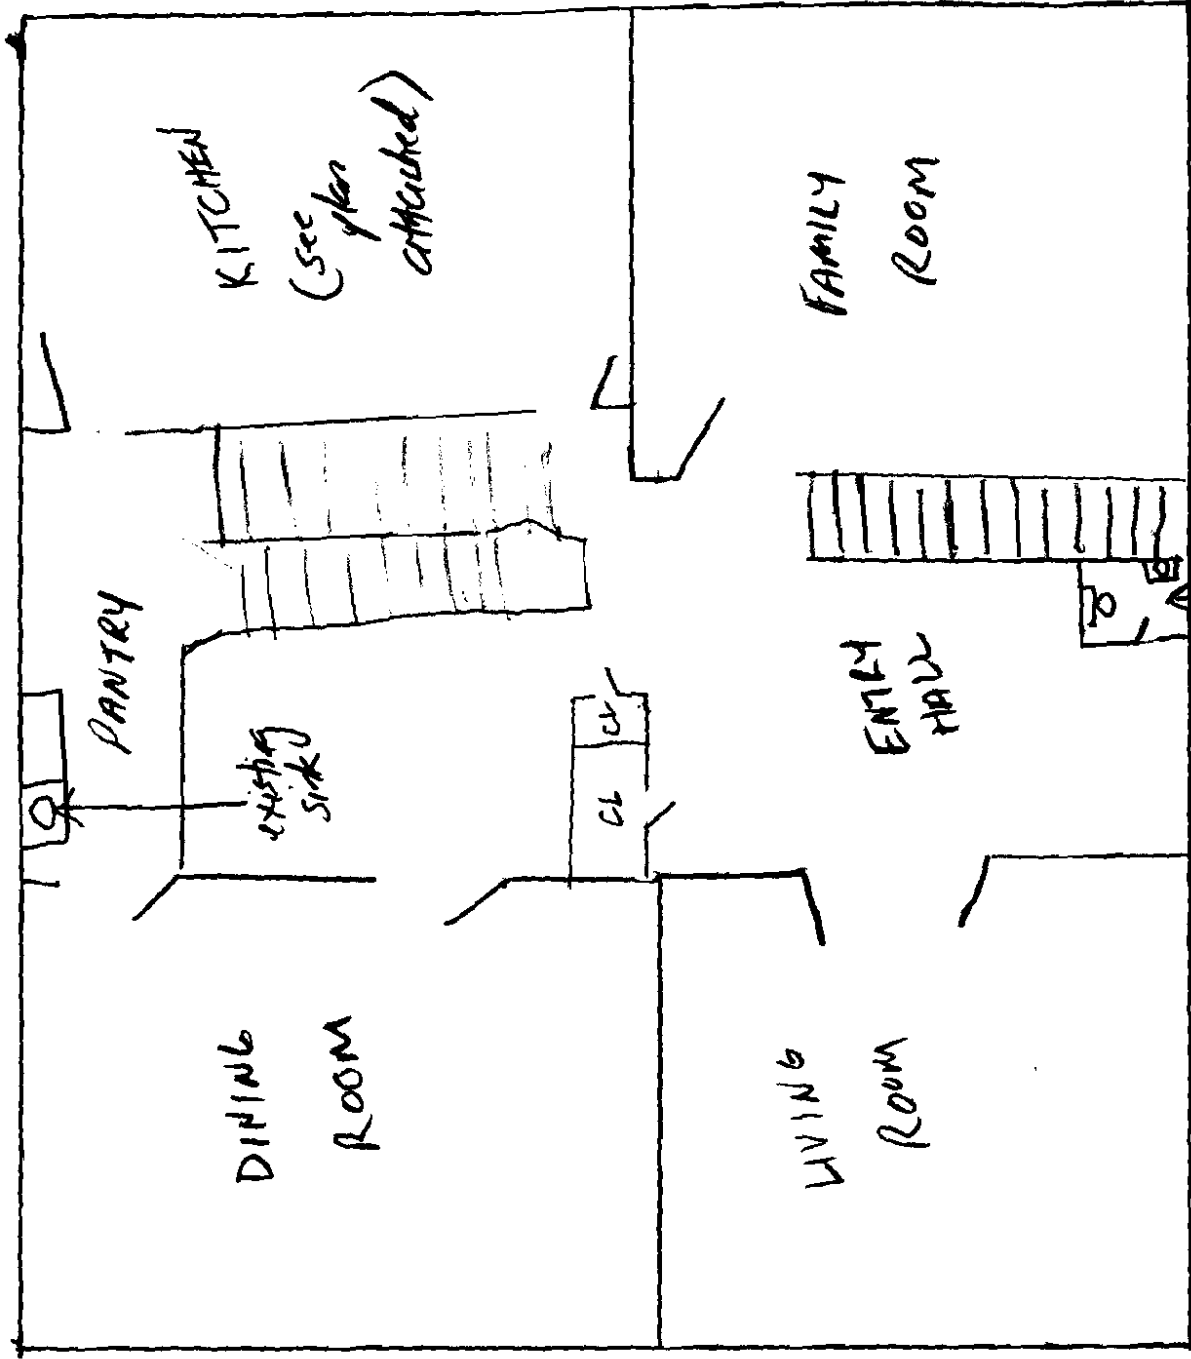 DINING
ROOM
PANTRY
existing
sink
KITCHEN
(see
plan
attached)
CL
CL
LIVING
ROOM
ENTRY
HALL
FAMILY
ROOM